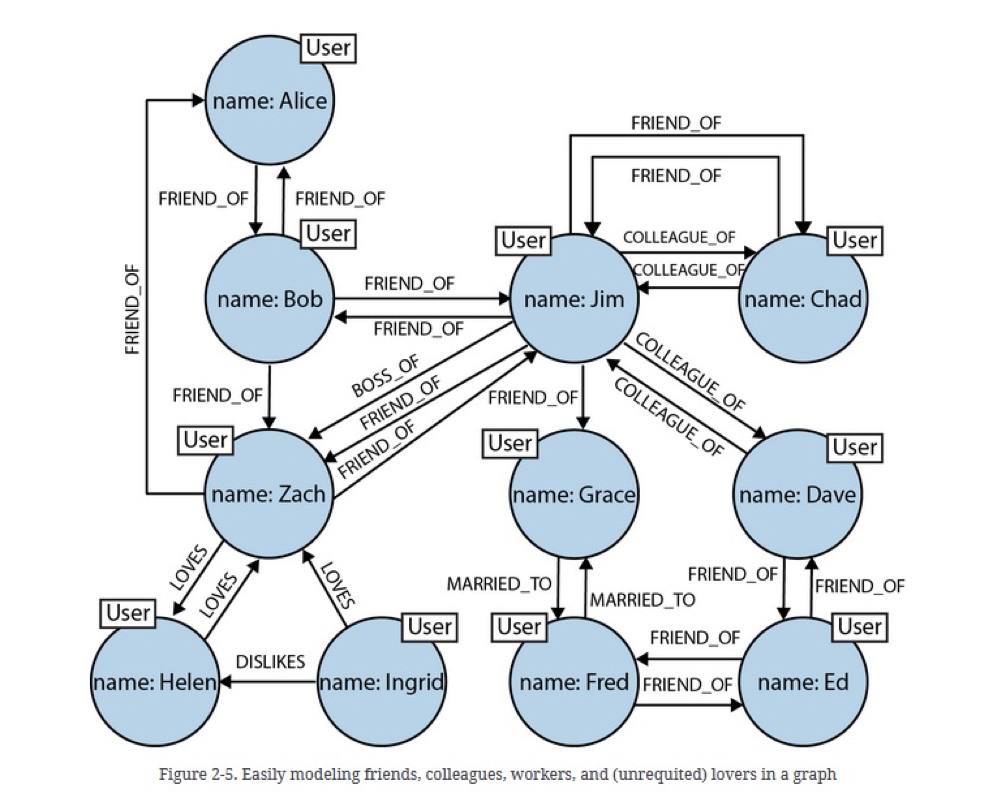 User
name: Alice
FRIEND_OF
FRIEND_OF
FRIEND_OF
FRIEND_OF
FRIEND_OF
User
name: Bob
FRIEND_OF
FRIEND_OF
User
name: Jim
COLLEAGUE_OF
COLLEAGUE_OF
User
name: Chad
FRIEND_OF
BOSS_OF
FRIEND_OF
FRIEND_OF
FRIEND_OF
COLLEAGUE_OF
COLLEAGUE_OF
User
name: Zach
User
name: Grace
User
name: Dave
LOVES
LOVES
LOVES
MARRIED_TO
MARRIED_TO
FRIEND_OF
FRIEND_OF
User
name: Helen
DISLIKES
User
name: Ingrid
User
name: Fred
FRIEND_OF
FRIEND_OF
User
name: Ed
Figure 2-5. Easily modeling friends, colleagues, workers, and (unrequited) lovers in a graph